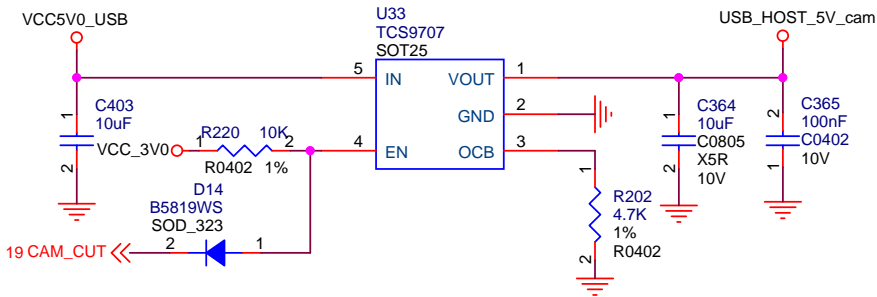 VCC5V0_USB
U33
TCS9707
SOT25
USB_HOST_5V_cam
5 IN VOUT 1
GND 2
4 EN OCB 3
1
C403
10uF
2
VCC_3V0
1 R220 10K 2
R0402 1%
D14
B5819WS
SOD_323
2 1
19 CAM_CUT
1
R202
4.7K
1%
R0402
2
1
C364
10uF
C0805
X5R
10V
2
2
C365
100nF
C0402
10V
1